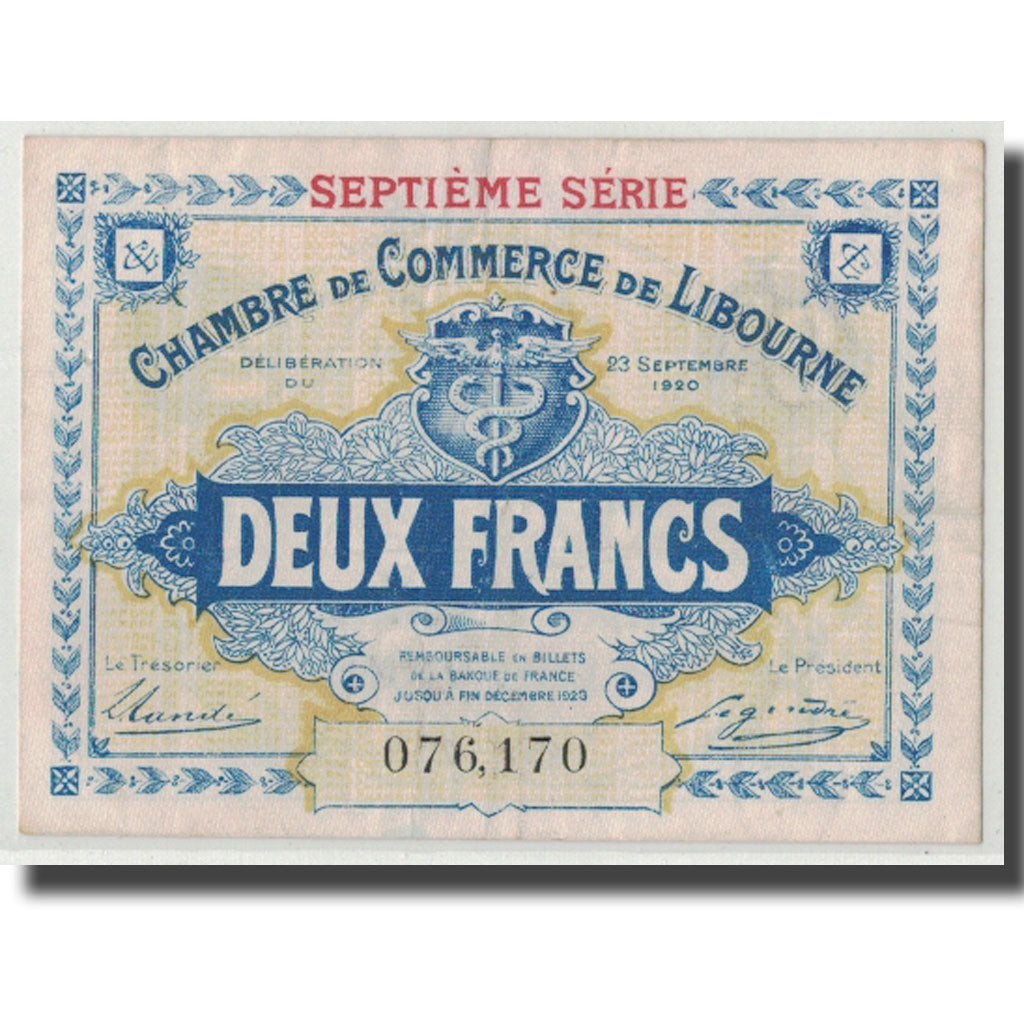 SEPTIÈME SÉRIE
CHAMBRE DE COMMERCE DE LIBOURNE
DÉLIBÉRATION DU 23 SEPTEMBRE 1920
DEUX FRANCS
REMBOURSABLE EN BILLETS
DE LA BANQUE DE FRANCE
JUSQU'À FIN DÉCEMBRE 1923
Le Trésorier
Le Président
Legendre
076,170